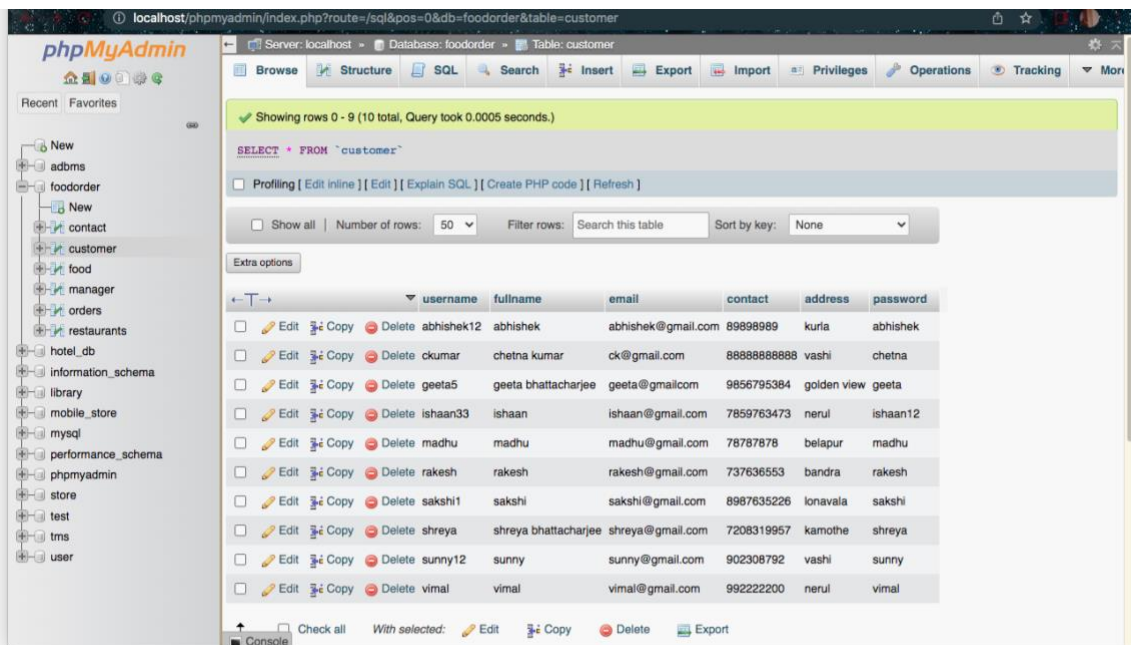 localhost/phpmyadmin/index.php?route=/sql&pos=0&db=foodorder&table=customer
phpMyAdmin
Recent Favorites
New
adbms
foodorder
New
contact
customer
food
manager
orders
restaurants
hotel_db
information_schema
library
mobile_store
mysql
performance_schema
phpmyadmin
store
test
tms
user
Server: localhost » Database: foodorder » Table: customer
Browse Structure SQL Search Insert Export Import Privileges Operations Tracking More
Showing rows 0 - 9 (10 total, Query took 0.0005 seconds.)
SELECT * FROM `customer`
Profiling [ Edit inline ] [ Edit ] [ Explain SQL ] [ Create PHP code ] [ Refresh ]
Show all | Number of rows: 50 Filter rows: Search this table Sort by key: None
Extra options
←T→ username fullname email contact address password
Edit Copy Delete abhishek12 abhishek abhishek@gmail.com 89898989 kurla abhishek
Edit Copy Delete ckumar chetna kumar ck@gmail.com 88888888888 vashi chetna
Edit Copy Delete geeta5 geeta bhattacharjee geeta@gmailcom 9856795384 golden view geeta
Edit Copy Delete ishaan33 ishaan ishaan@gmail.com 7859763473 nerul ishaan12
Edit Copy Delete madhu madhu madhu@gmail.com 78787878 belapur madhu
Edit Copy Delete rakesh rakesh rakesh@gmail.com 737636553 bandra rakesh
Edit Copy Delete sakshi1 sakshi sakshi@gmail.com 8987635226 lonavala sakshi
Edit Copy Delete shreya shreya bhattacharjee shreya@gmail.com 7208319957 kamothe shreya
Edit Copy Delete sunny12 sunny sunny@gmail.com 902308792 vashi sunny
Edit Copy Delete vimal vimal vimal@gmail.com 992222200 nerul vimal
Check all With selected: Edit Copy Delete Export
Console